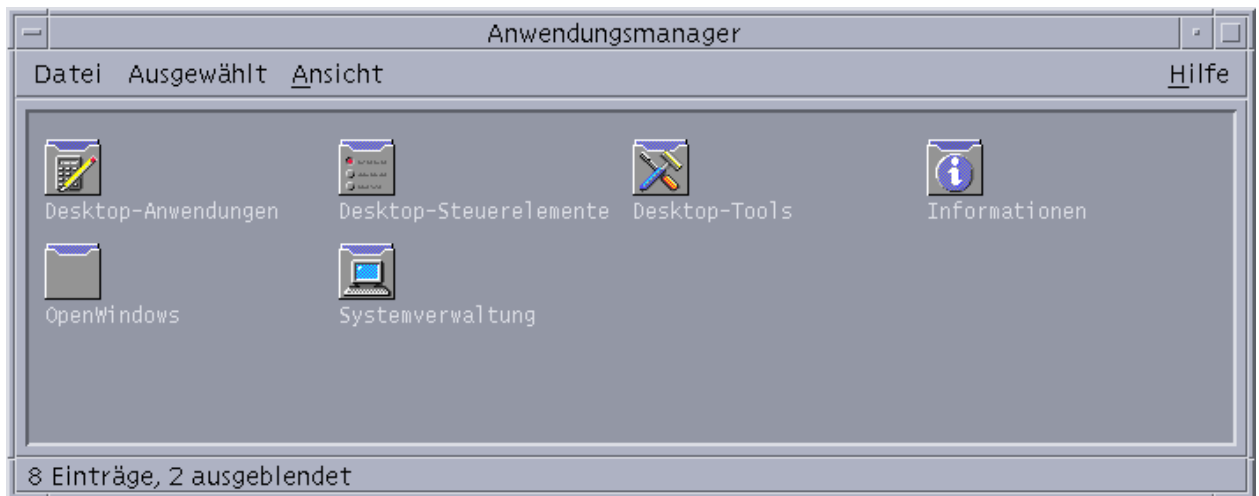 Anwendungsmanager
Datei Ausgewählt Ansicht Hilfe
Desktop-Anwendungen Desktop-Steuerelemente Desktop-Tools Informationen
OpenWindows Systemverwaltung
8 Einträge, 2 ausgeblendet